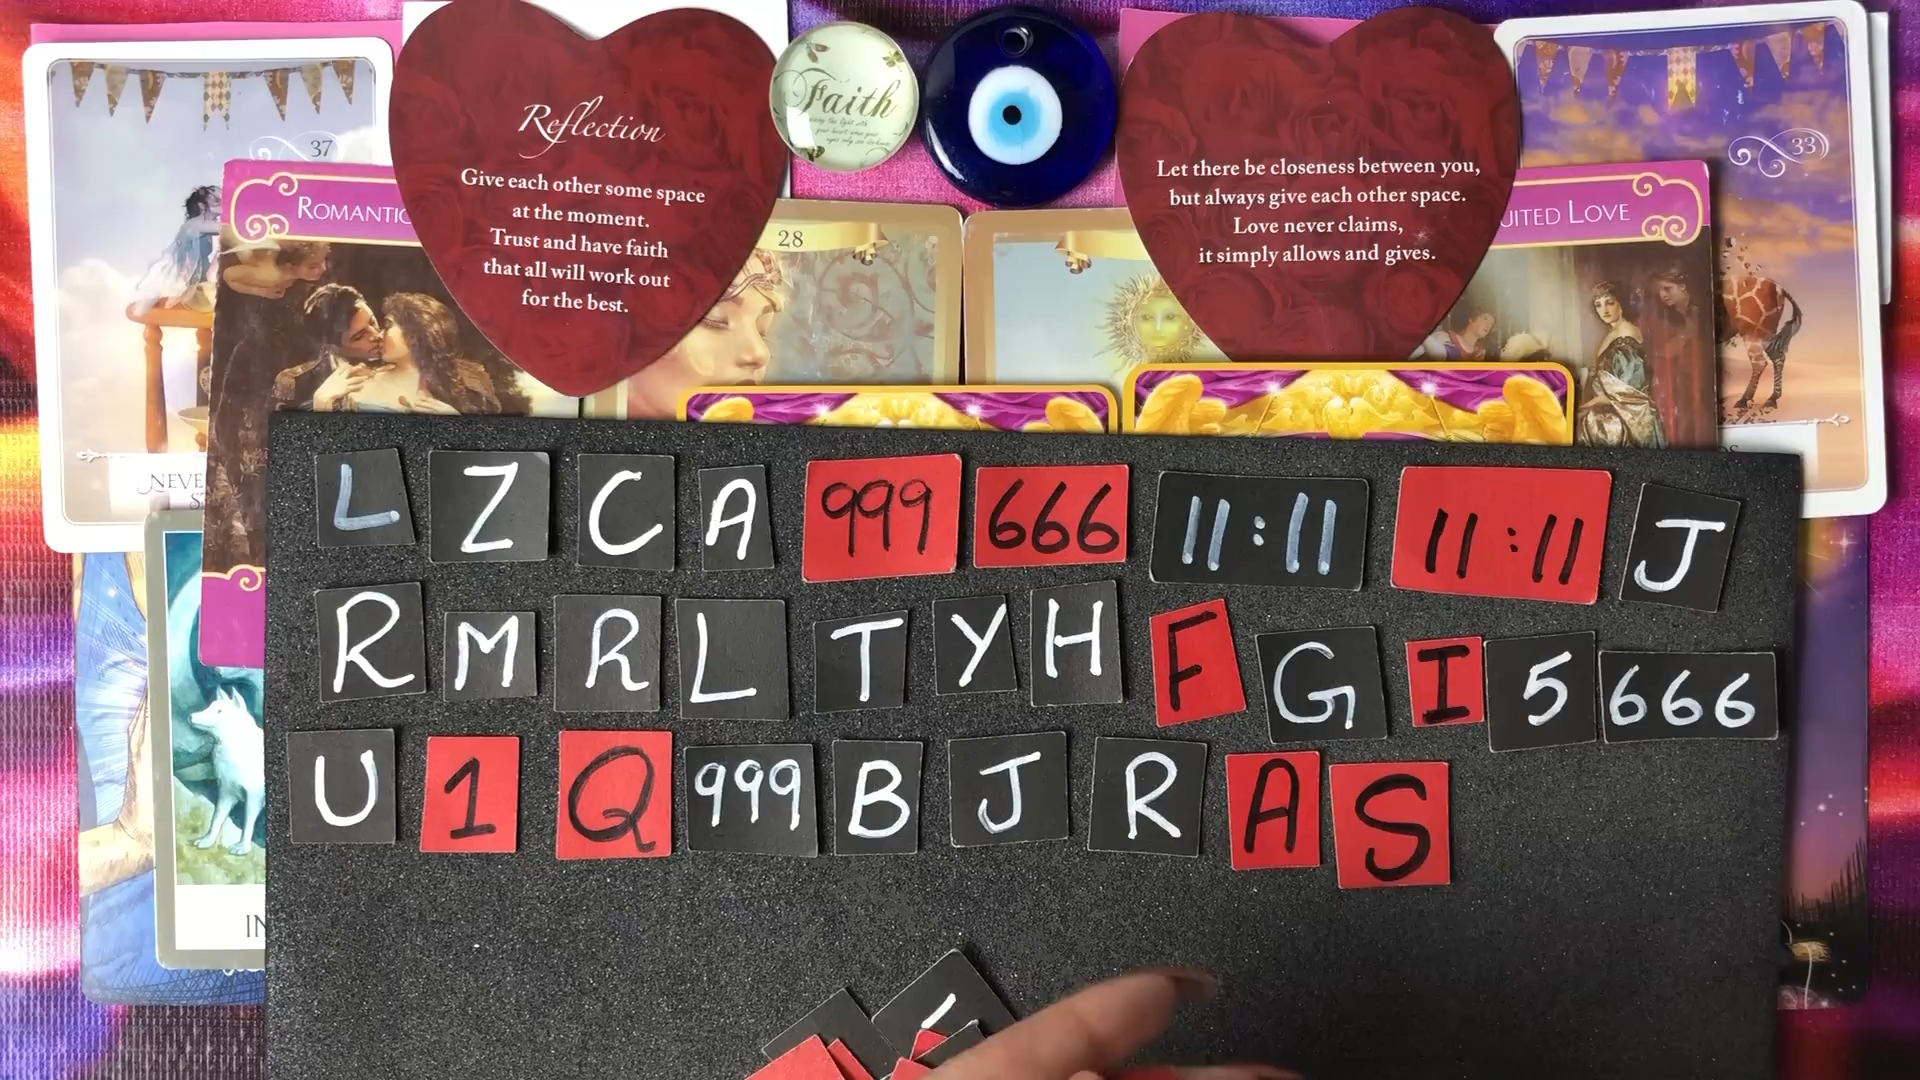 37
ROMANTIC
Reflection
Give each other some space
at the moment.
Trust and have faith
that all will work out
for the best.
Faith
28
Let there be closeness between you,
but always give each other space.
Love never claims,
it simply allows and gives.
UITED LOVE
33
NEVE
L Z C A 999 666 11:11 11:11 J
R M R L T Y H F G I 5 666
U 1 Q 999 B J R A S
IN